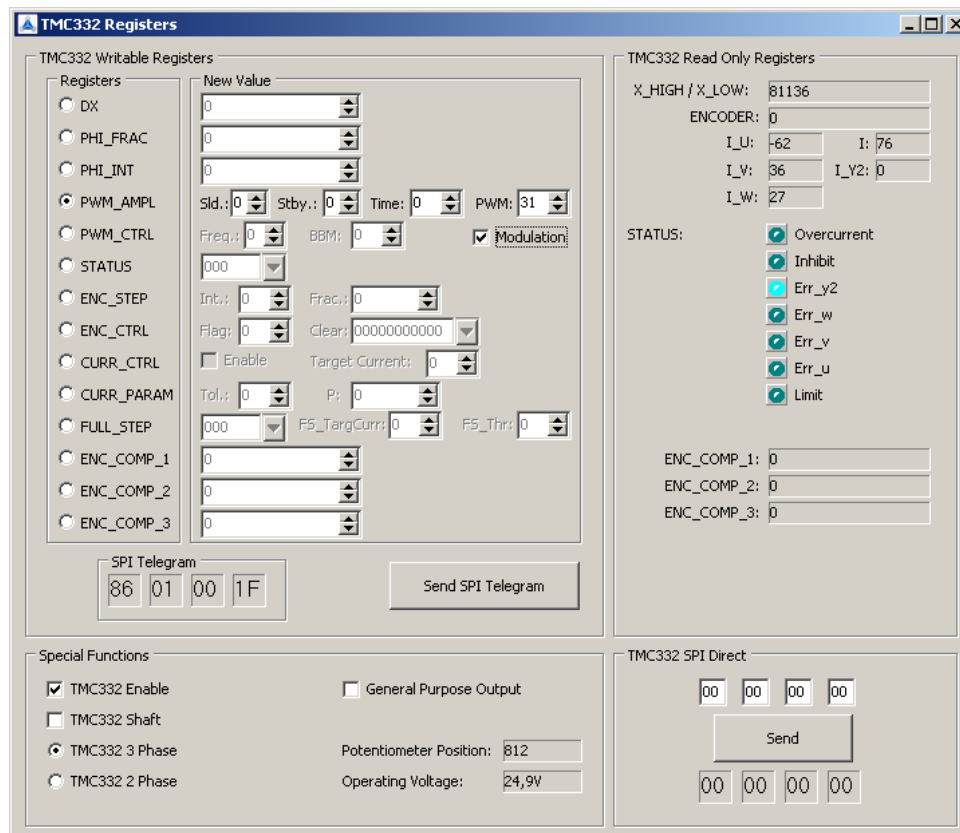 TMC332 Registers
TMC332 Writable Registers
Registers New Value
DX 0
PHI_FRAC 0
PHI_INT 0
PWM_AMPL Sld.: 0 Stby.: 0 Time: 0 PWM: 31
PWM_CTRL Freq.: 0 BBM: 0 Modulation
STATUS 000
ENC_STEP Int.: 0 Frac.: 0
ENC_CTRL Flag: 0 Clear: 00000000000
CURR_CTRL Enable Target Current: 0
CURR_PARAM Tol.: 0 P: 0
FULL_STEP 000 FS_TargCurr: 0 FS_Thr: 0
ENC_COMP_1 0
ENC_COMP_2 0
ENC_COMP_3 0
SPI Telegram
86 01 00 1F
Send SPI Telegram
TMC332 Read Only Registers
X_HIGH / X_LOW: 81136
ENCODER: 0
I_U: -62 I: 76
I_V: 36 I_Y2: 0
I_W: 27
STATUS: Overcurrent
Inhibit
Err_y2
Err_w
Err_v
Err_u
Limit
ENC_COMP_1: 0
ENC_COMP_2: 0
ENC_COMP_3: 0
Special Functions
TMC332 Enable General Purpose Output
TMC332 Shaft
TMC332 3 Phase Potentiometer Position: 812
TMC332 2 Phase Operating Voltage: 24,9V
TMC332 SPI Direct
00 00 00 00
Send
00 00 00 00